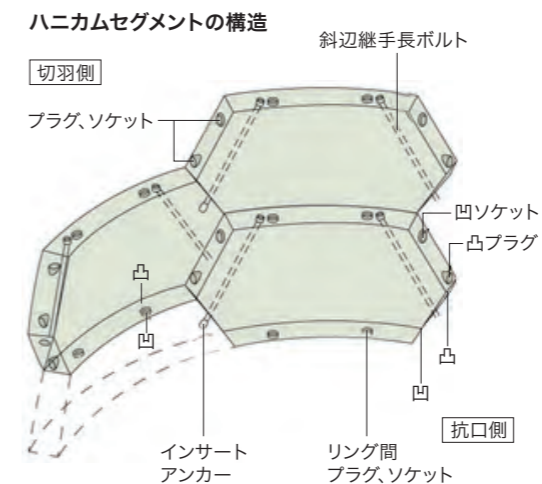 ハニカムセグメントの構造
斜辺継手長ボルト
切羽側
プラグ、ソケット
凹ソケット
凸プラグ
凸
凹
凸
凹
抗口側
インサート
アンカー
リング間
プラグ、ソケット